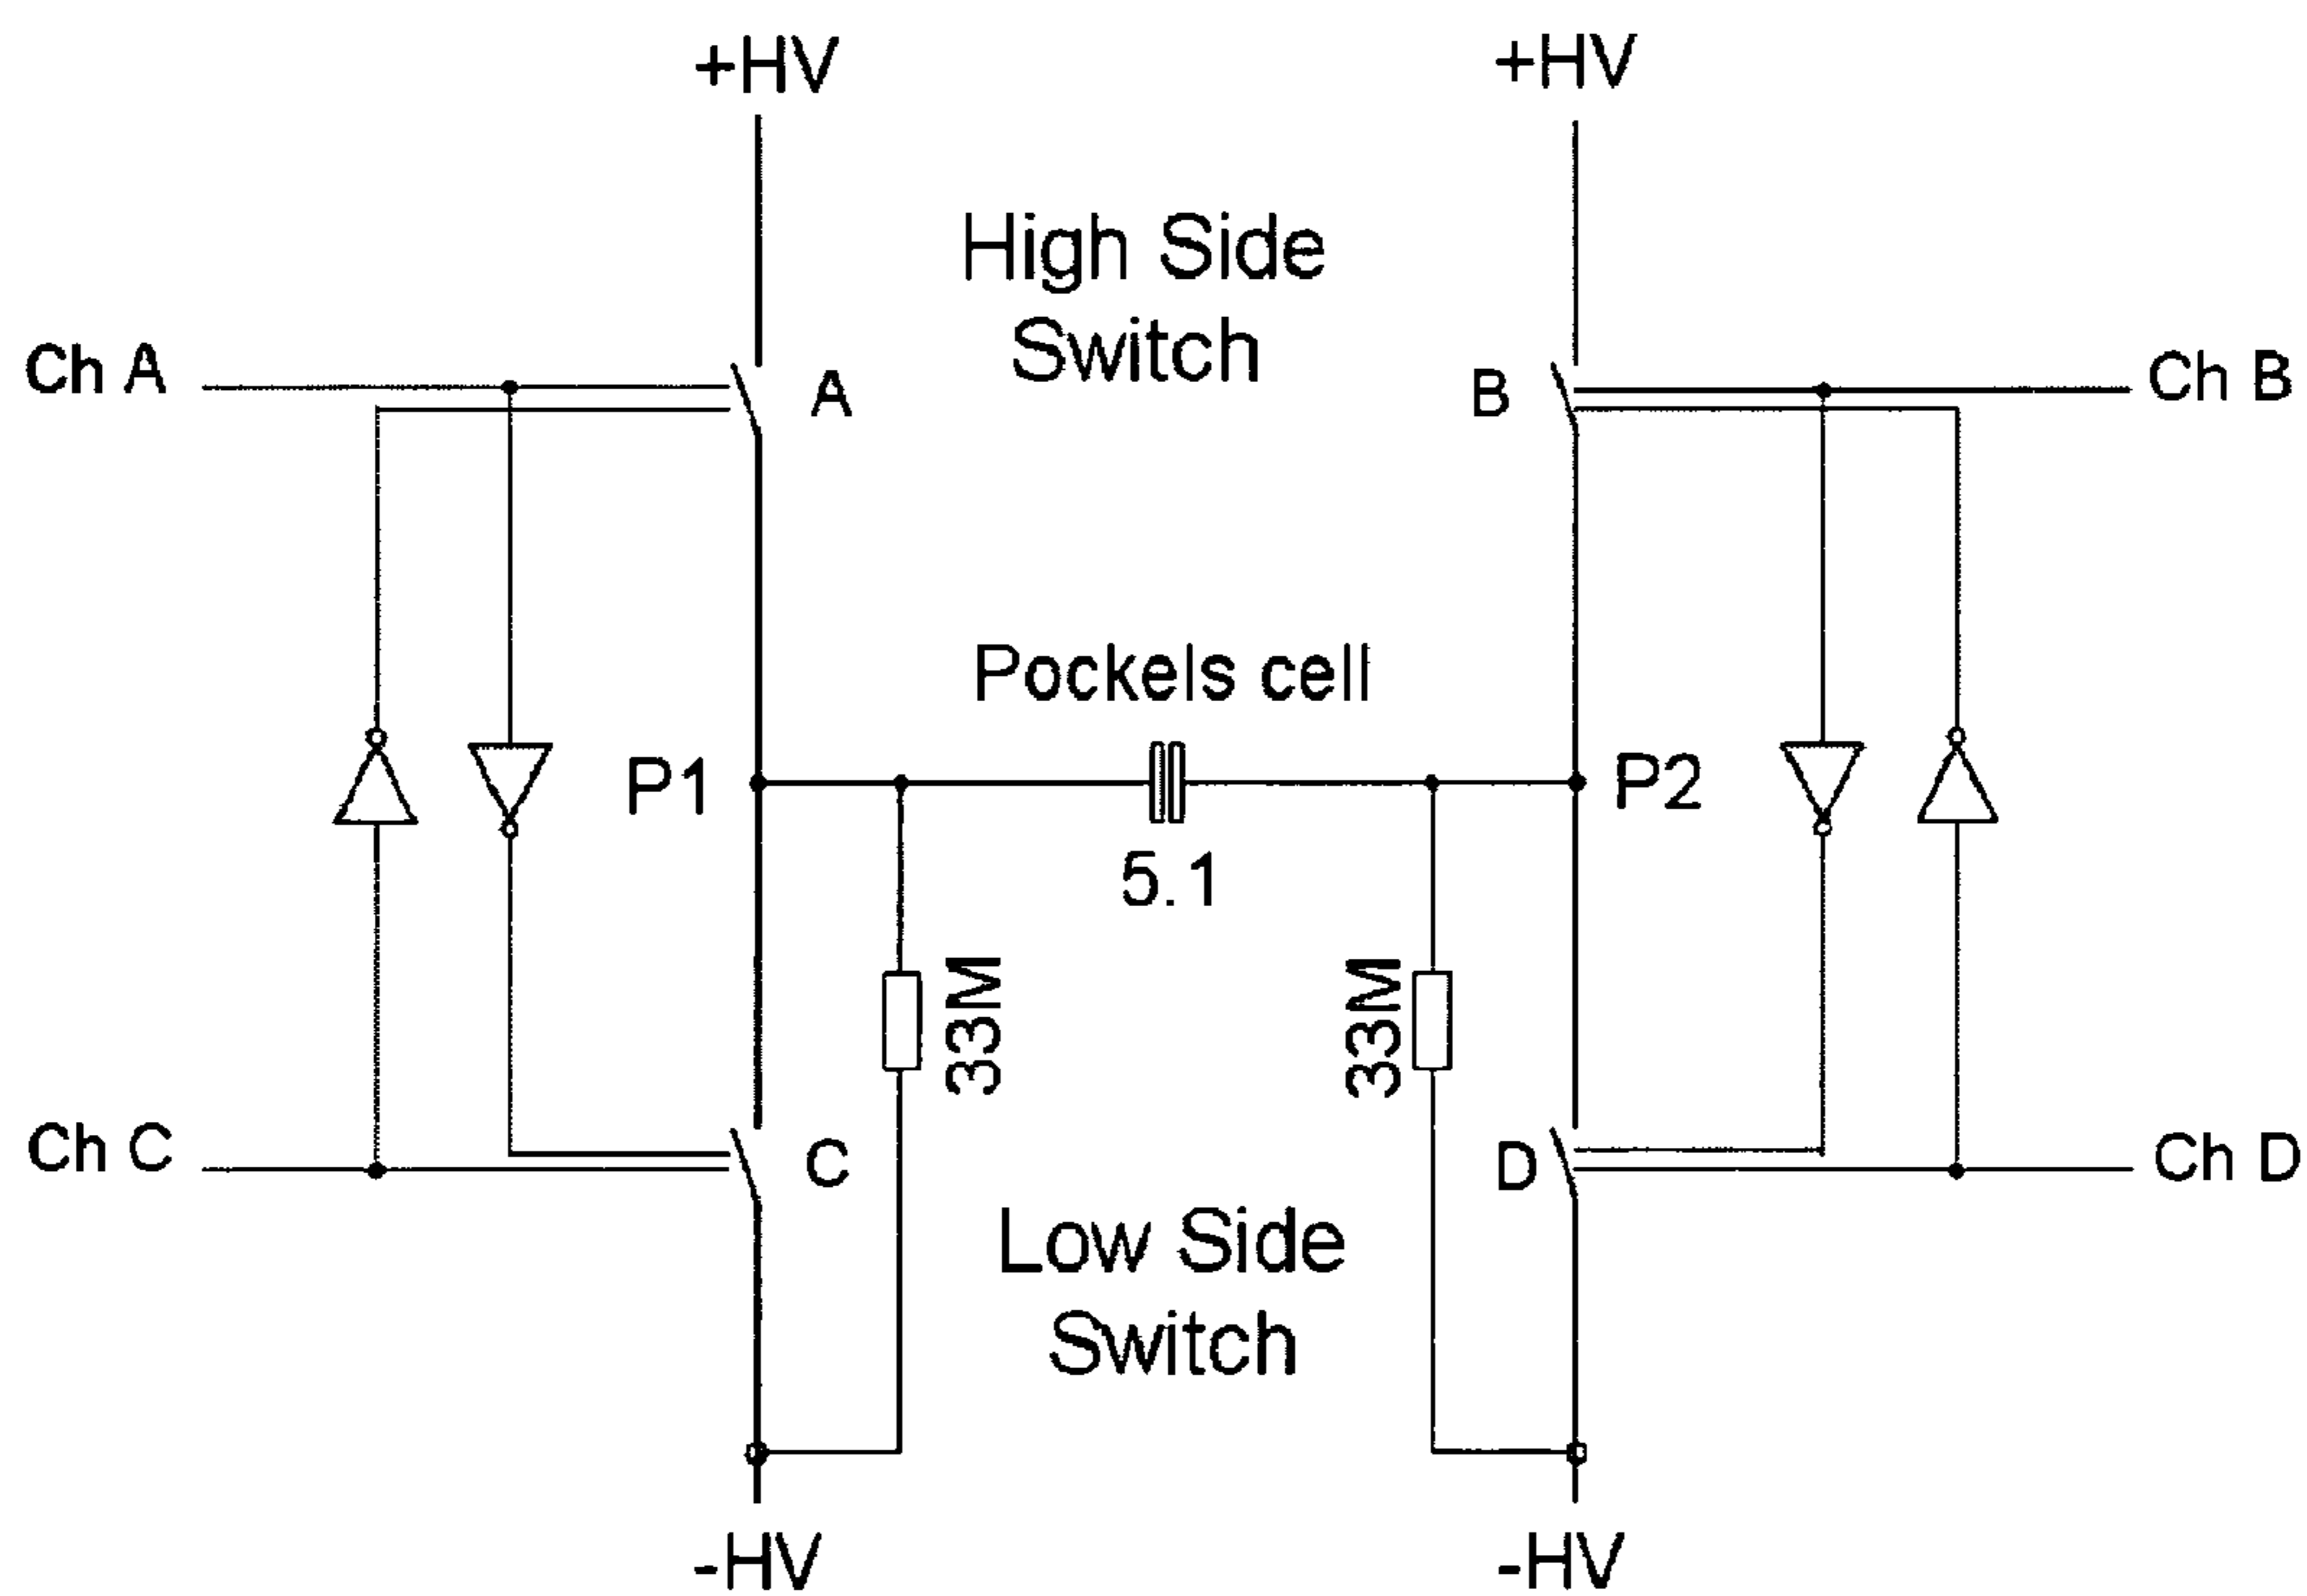 +HV
+HV
High Side
Switch
Ch A
A
B
Ch B
Pockels cell
P1
P2
5.1
33M
33M
Ch C
C
D
Ch D
Low Side
Switch
-HV
-HV